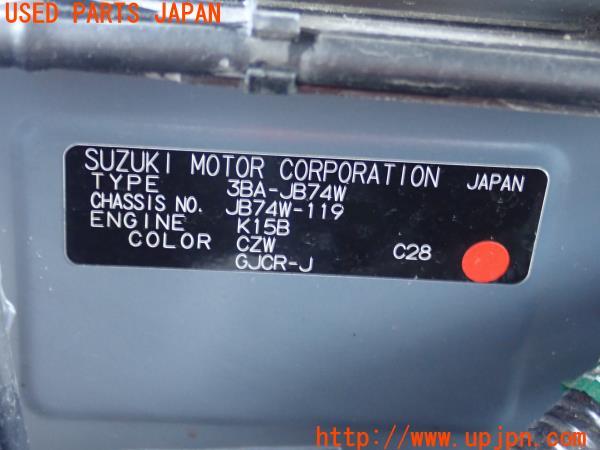 USED PARTS JAPAN
SUZUKI MOTOR CORPORATION JAPAN
TYPE 3BA-JB74W
CHASSIS NO. JB74W-119
ENGINE K15B
COLOR CZW C28
GJCR-J
http://www.upjpn.com